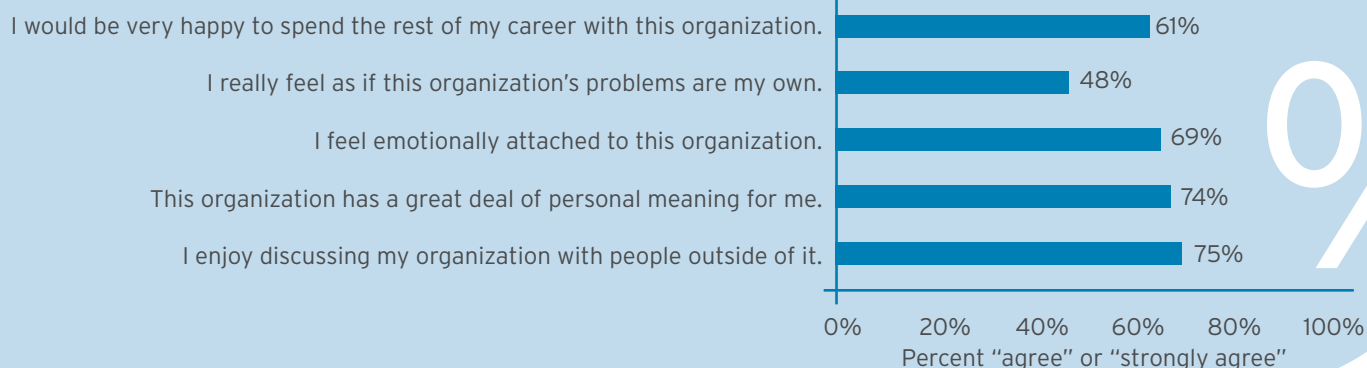 I would be very happy to spend the rest of my career with this organization. 61%
I really feel as if this organization’s problems are my own. 48%
I feel emotionally attached to this organization. 69%
This organization has a great deal of personal meaning for me. 74%
I enjoy discussing my organization with people outside of it. 75%
%
0% 20% 40% 60% 80% 100%
Percent “agree” or “strongly agree”